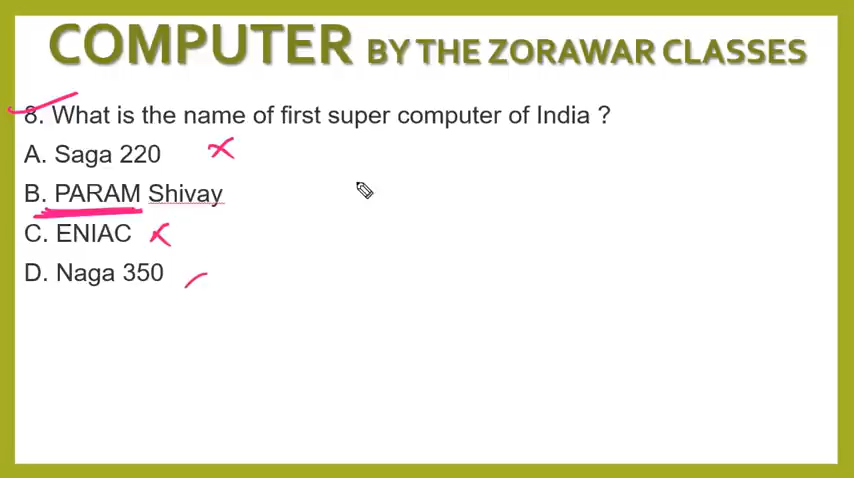 COMPUTER BY THE ZORAWAR CLASSES
8. What is the name of first super computer of India ?
A. Saga 220
B. PARAM Shivay
C. ENIAC
D. Naga 350